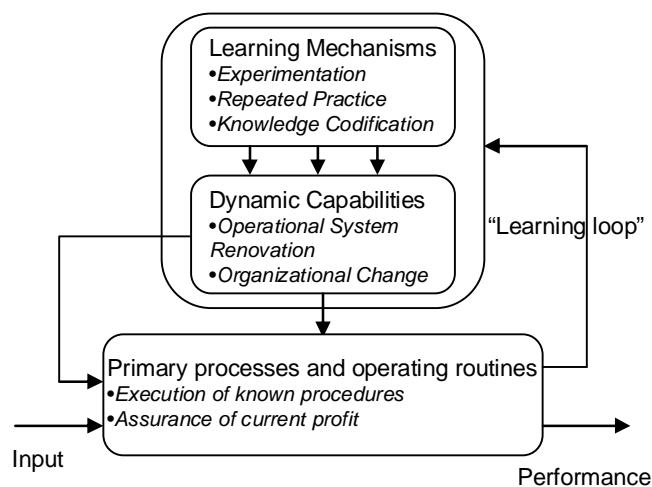 Learning Mechanisms
•Experimentation
•Repeated Practice
•Knowledge Codification
Dynamic Capabilities
•Operational System
Renovation
•Organizational Change
“Learning loop”
Primary processes and operating routines
•Execution of known procedures
•Assurance of current profit
Input
Performance